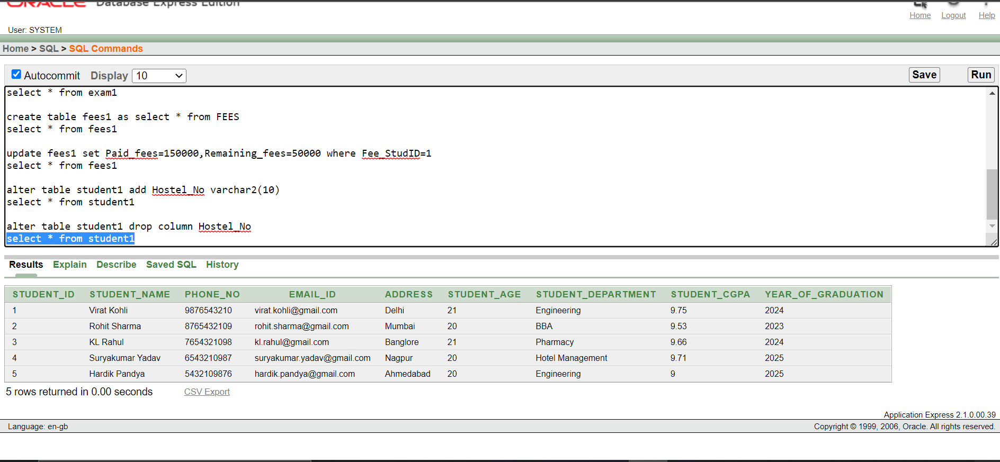 ORACLE Database Express Edition
Home Logout Help
User: SYSTEM
Home > SQL > SQL Commands
Autocommit Display 10 Save Run
select * from exam1
create table fees1 as select * from FEES
select * from fees1
update fees1 set Paid_fees=150000,Remaining_fees=50000 where Fee_StudID=1
select * from fees1
alter table student1 add Hostel_No varchar2(10)
select * from student1
alter table student1 drop column Hostel_No
select * from student1
Results Explain Describe Saved SQL History
STUDENT_ID STUDENT_NAME PHONE_NO EMAIL_ID ADDRESS STUDENT_AGE STUDENT_DEPARTMENT STUDENT_CGPA YEAR_OF_GRADUATION
1 Virat Kohli 9876543210 virat.kohli@gmail.com Delhi 21 Engineering 9.75 2024
2 Rohit Sharma 8765432109 rohit.sharma@gmail.com Mumbai 20 BBA 9.53 2023
3 KL Rahul 7654321098 kl.rahul@gmail.com Banglore 21 Pharmacy 9.66 2024
4 Suryakumar Yadav 6543210987 suryakumar.yadav@gmail.com Nagpur 20 Hotel Management 9.71 2025
5 Hardik Pandya 5432109876 hardik.pandya@gmail.com Ahmedabad 20 Engineering 9 2025
5 rows returned in 0.00 seconds CSV Export
Application Express 2.1.0.00.39
Language: en-gb Copyright © 1999, 2006, Oracle. All rights reserved.